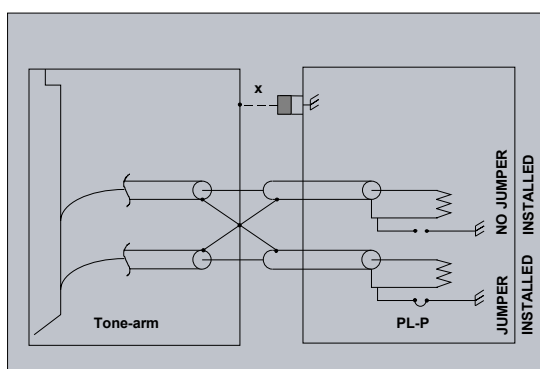 x
NO JUMPER
INSTALLED
JUMPER
INSTALLED
Tone-arm
PL-P